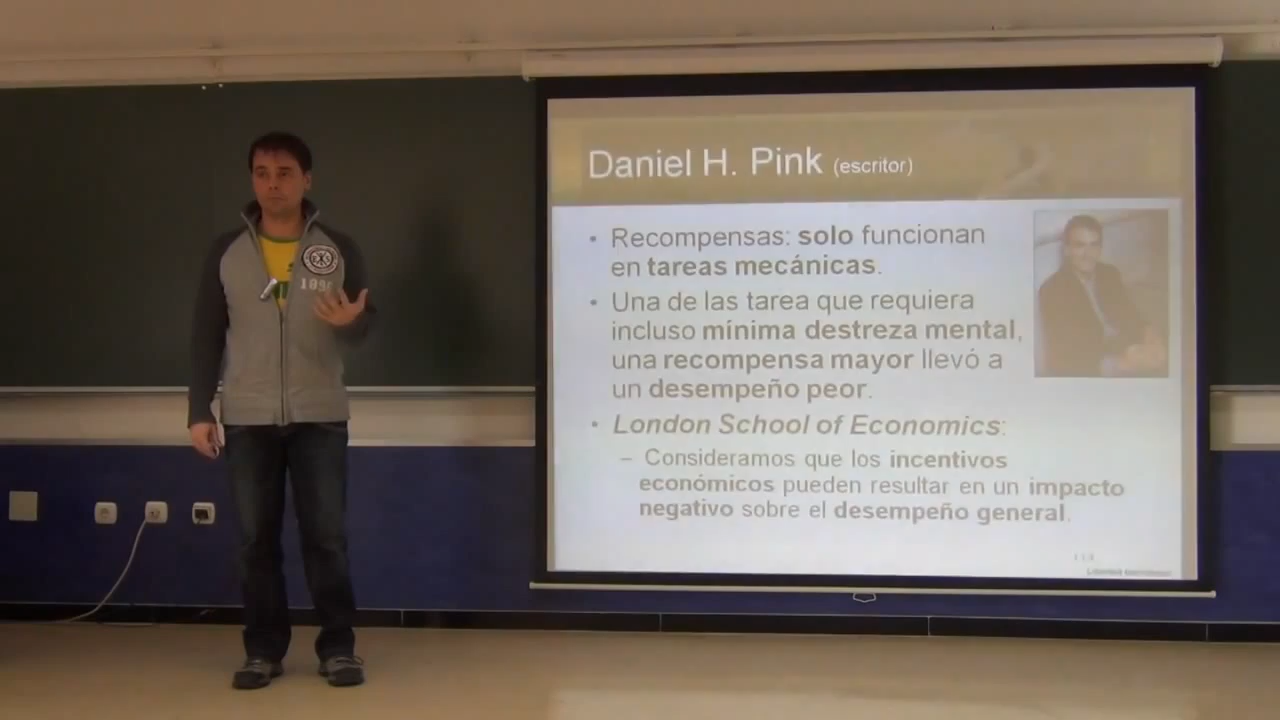 Daniel H. Pink (escritor)
• Recompensas: solo funcionan
en tareas mecánicas.
• Una de las tarea que requiera
incluso mínima destreza mental,
una recompensa mayor llevó a
un desempeño peor.
• London School of Economics:
– Consideramos que los incentivos
económicos pueden resultar en un impacto
negativo sobre el desempeño general.